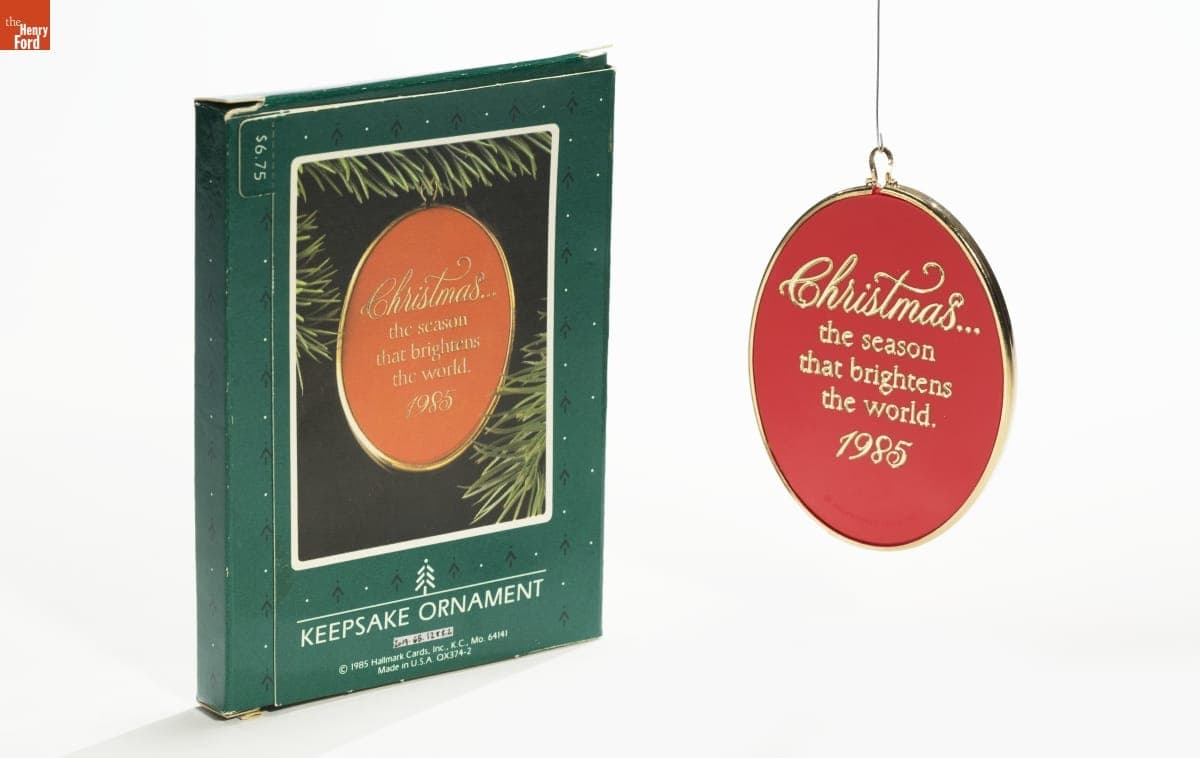 the
Henry
Ford
$6.75
Christmas...
the season
that brightens
the world.
1985
KEEPSAKE ORNAMENT
© 1985 Hallmark Cards, Inc., K.C., Mo. 64141
Made in U.S.A. QX374-2
Christmas...
the season
that brightens
the world.
1985